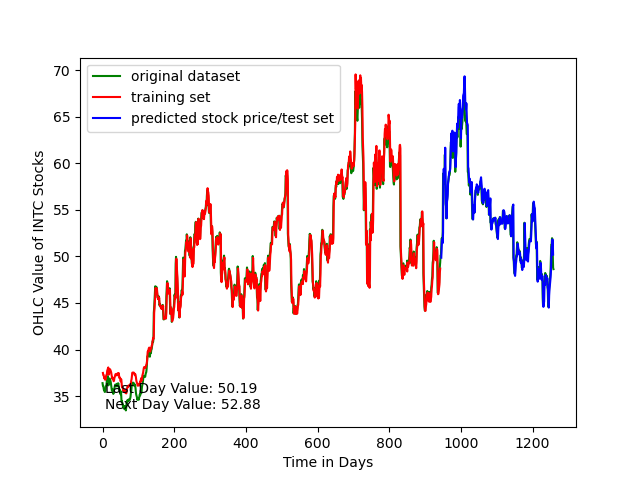 original dataset
training set
predicted stock price/test set
OHLC Value of INTC Stocks
70
65
60
55
50
45
40
35
Last Day Value: 50.19
Next Day Value: 52.88
0 200 400 600 800 1000 1200
Time in Days